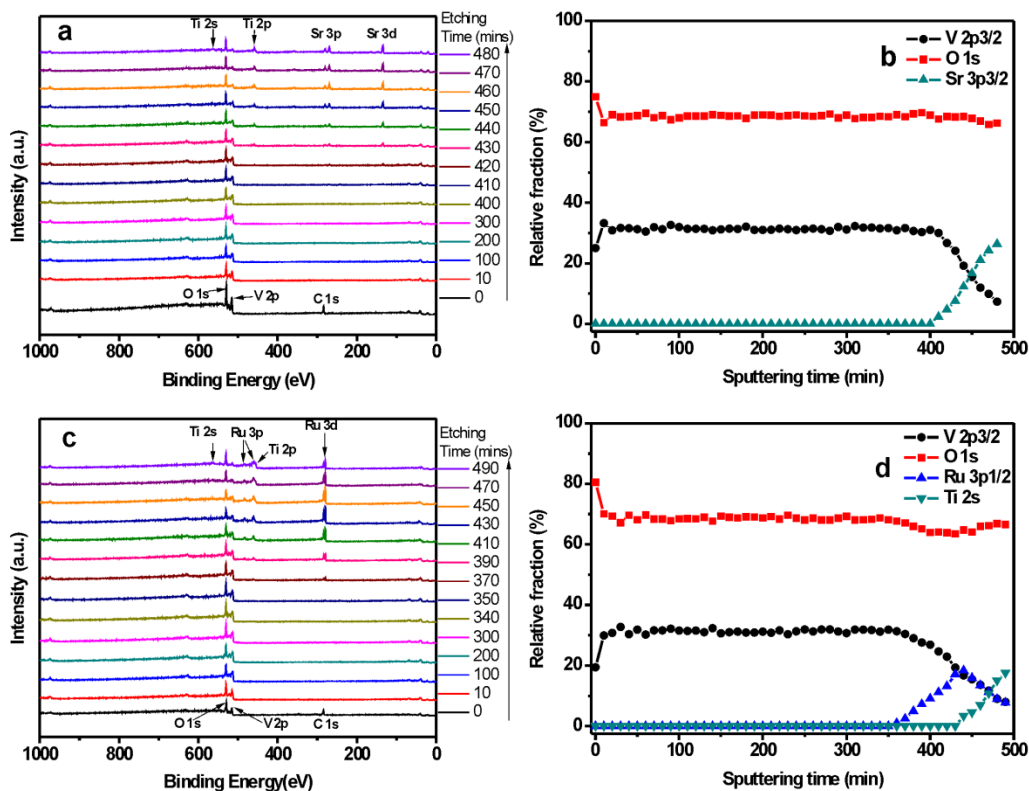 a
Ti 2s
Ti 2p
Sr 3p
Sr 3d
Etching
Time (mins)
480
470
460
450
440
430
420
410
400
300
200
100
10
0
O 1s
V 2p
C 1s
Intensity (a.u.)
1000 800 600 400 200 0
Binding Energy (eV)
b
V 2p3/2
O 1s
Sr 3p3/2
Relative fraction (%)
100
80
60
40
20
0
0 100 200 300 400 500
Sputtering time (min)
c
Ti 2s
Ru 3p
Ti 2p
Ru 3d
Etching
Time (mins)
490
470
450
430
410
390
370
350
340
300
200
100
10
0
O 1s
V 2p
C 1s
Intensity (a.u.)
1000 800 600 400 200 0
Binding Energy(eV)
d
V 2p3/2
O 1s
Ru 3p1/2
Ti 2s
Relative fraction (%)
100
80
60
40
20
0
0 100 200 300 400 500
Sputtering time (min)